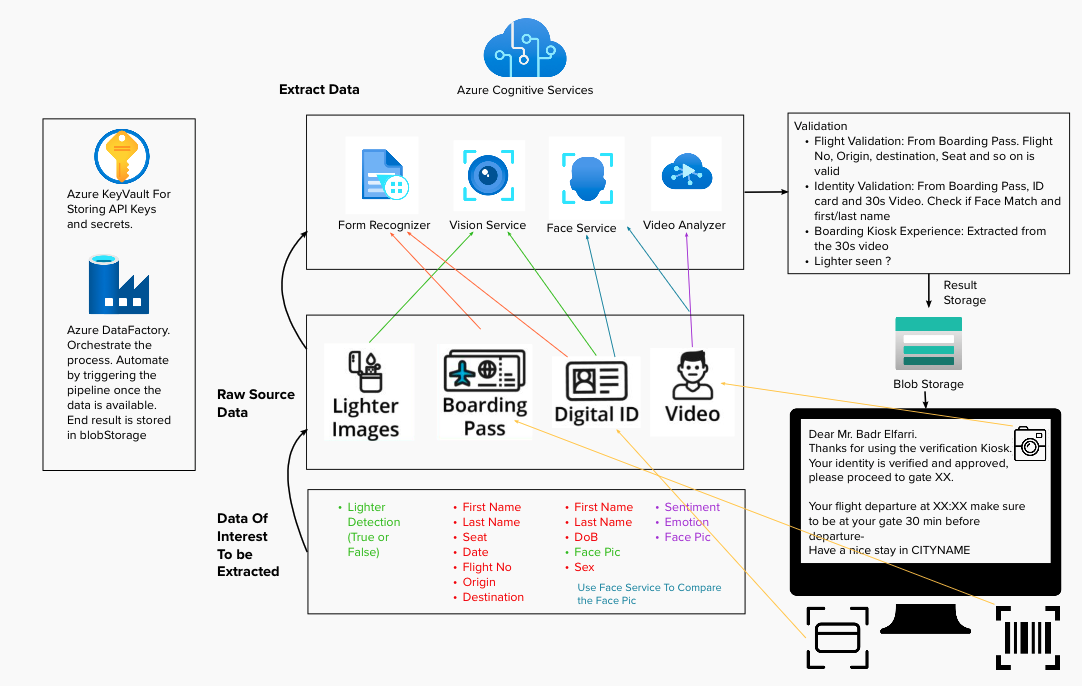 Azure Cognitive Services
Extract Data
Azure KeyVault For
Storing API Keys
and secrets.
Azure DataFactory.
Orchestrate the
process. Automate
by triggering the
pipeline once the
data is available.
End result is stored
in blobStorage
Form Recognizer
Vision Service
Face Service
Video Analyzer
Validation
• Flight Validation: From Boarding Pass. Flight
No, Origin, destination, Seat and so on is
valid
• Identity Validation: From Boarding Pass, ID
card and 30s Video. Check if Face Match and
first/last name
• Boarding Kiosk Experience: Extracted from
the 30s video
• Lighter seen ?
Result
Storage
Blob Storage
Raw Source
Data
Lighter
Images
Boarding
Pass
Digital ID
Video
Data Of
Interest
To be
Extracted
• Lighter
Detection
(True or
False)
• First Name
• Last Name
• Seat
• Date
• Flight No
• Origin
• Destination
• First Name
• Last Name
• DoB
• Face Pic
• Sex
• Sentiment
• Emotion
• Face Pic
Use Face Service To Compare
the Face Pic
Dear Mr. Badr Elfarri.
Thanks for using the verification Kiosk.
Your identity is verified and approved,
please proceed to gate XX.
Your flight departure at XX:XX make sure
to be at your gate 30 min before
departure-
Have a nice stay in CITYNAME